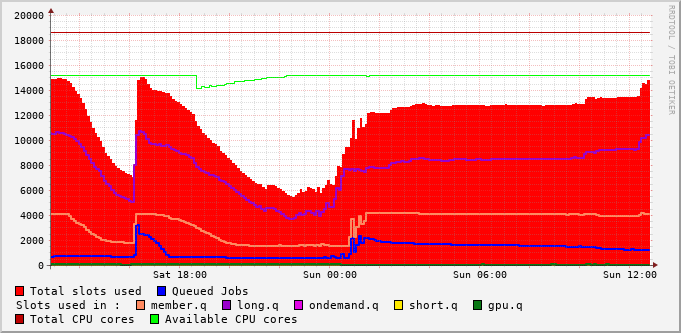 20000
18000
16000
14000
12000
10000
8000
6000
4000
2000
0
Sat 18:00 Sun 00:00 Sun 06:00 Sun 12:00
RRDTOOL / TOBI OETIKER
Total slots used Queued Jobs
Slots used in : member.q long.q ondemand.q short.q gpu.q
Total CPU cores Available CPU cores